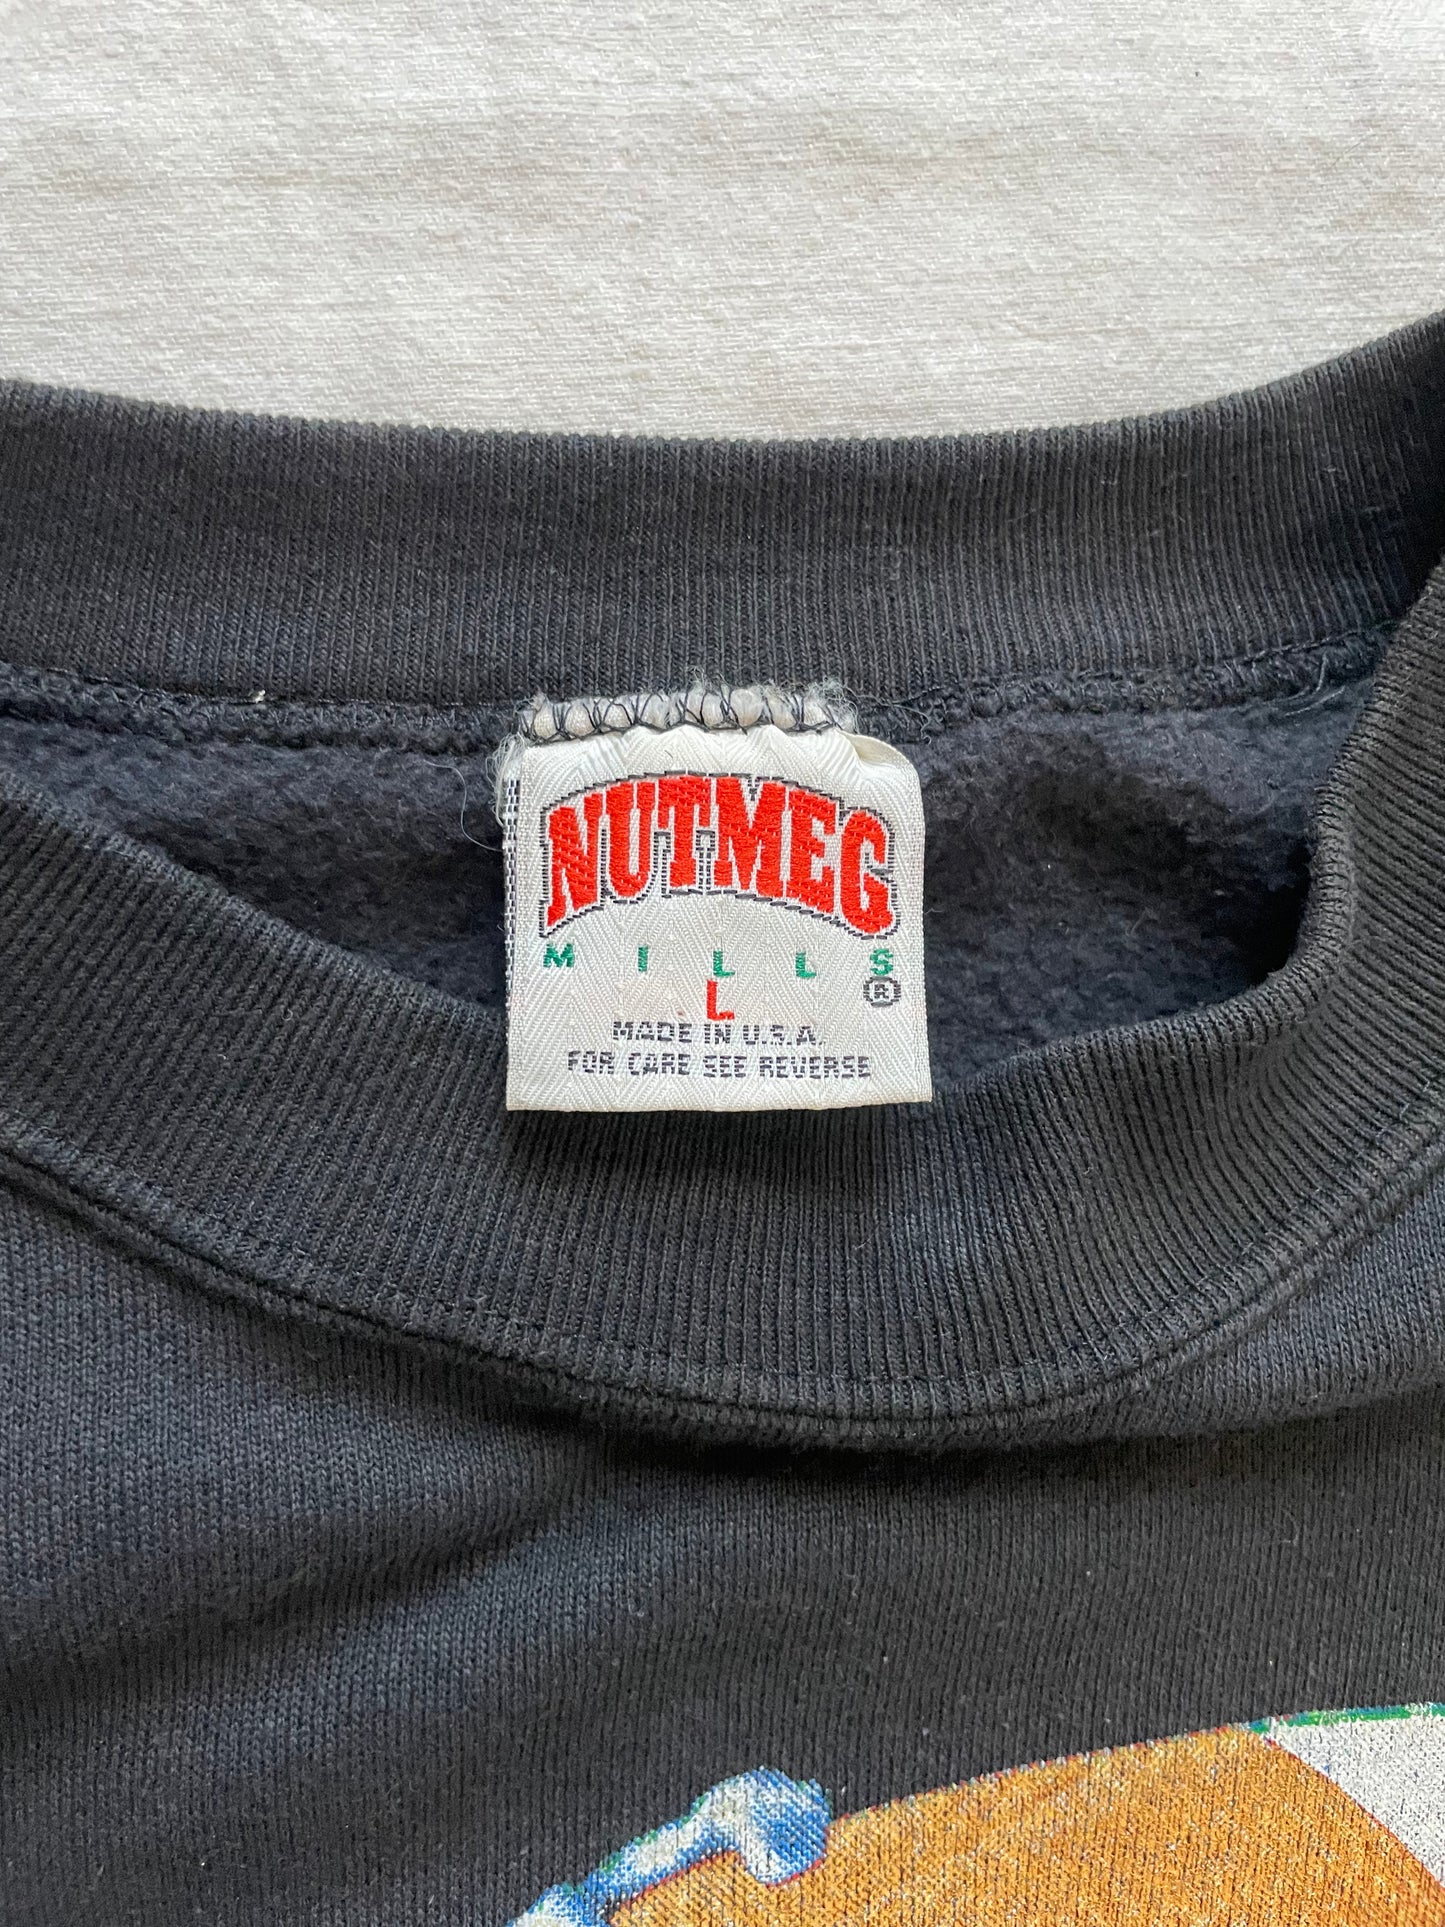 NUTMEG
MILLS
®
L
MADE IN U.S.A.
FOR CARE SEE REVERSE